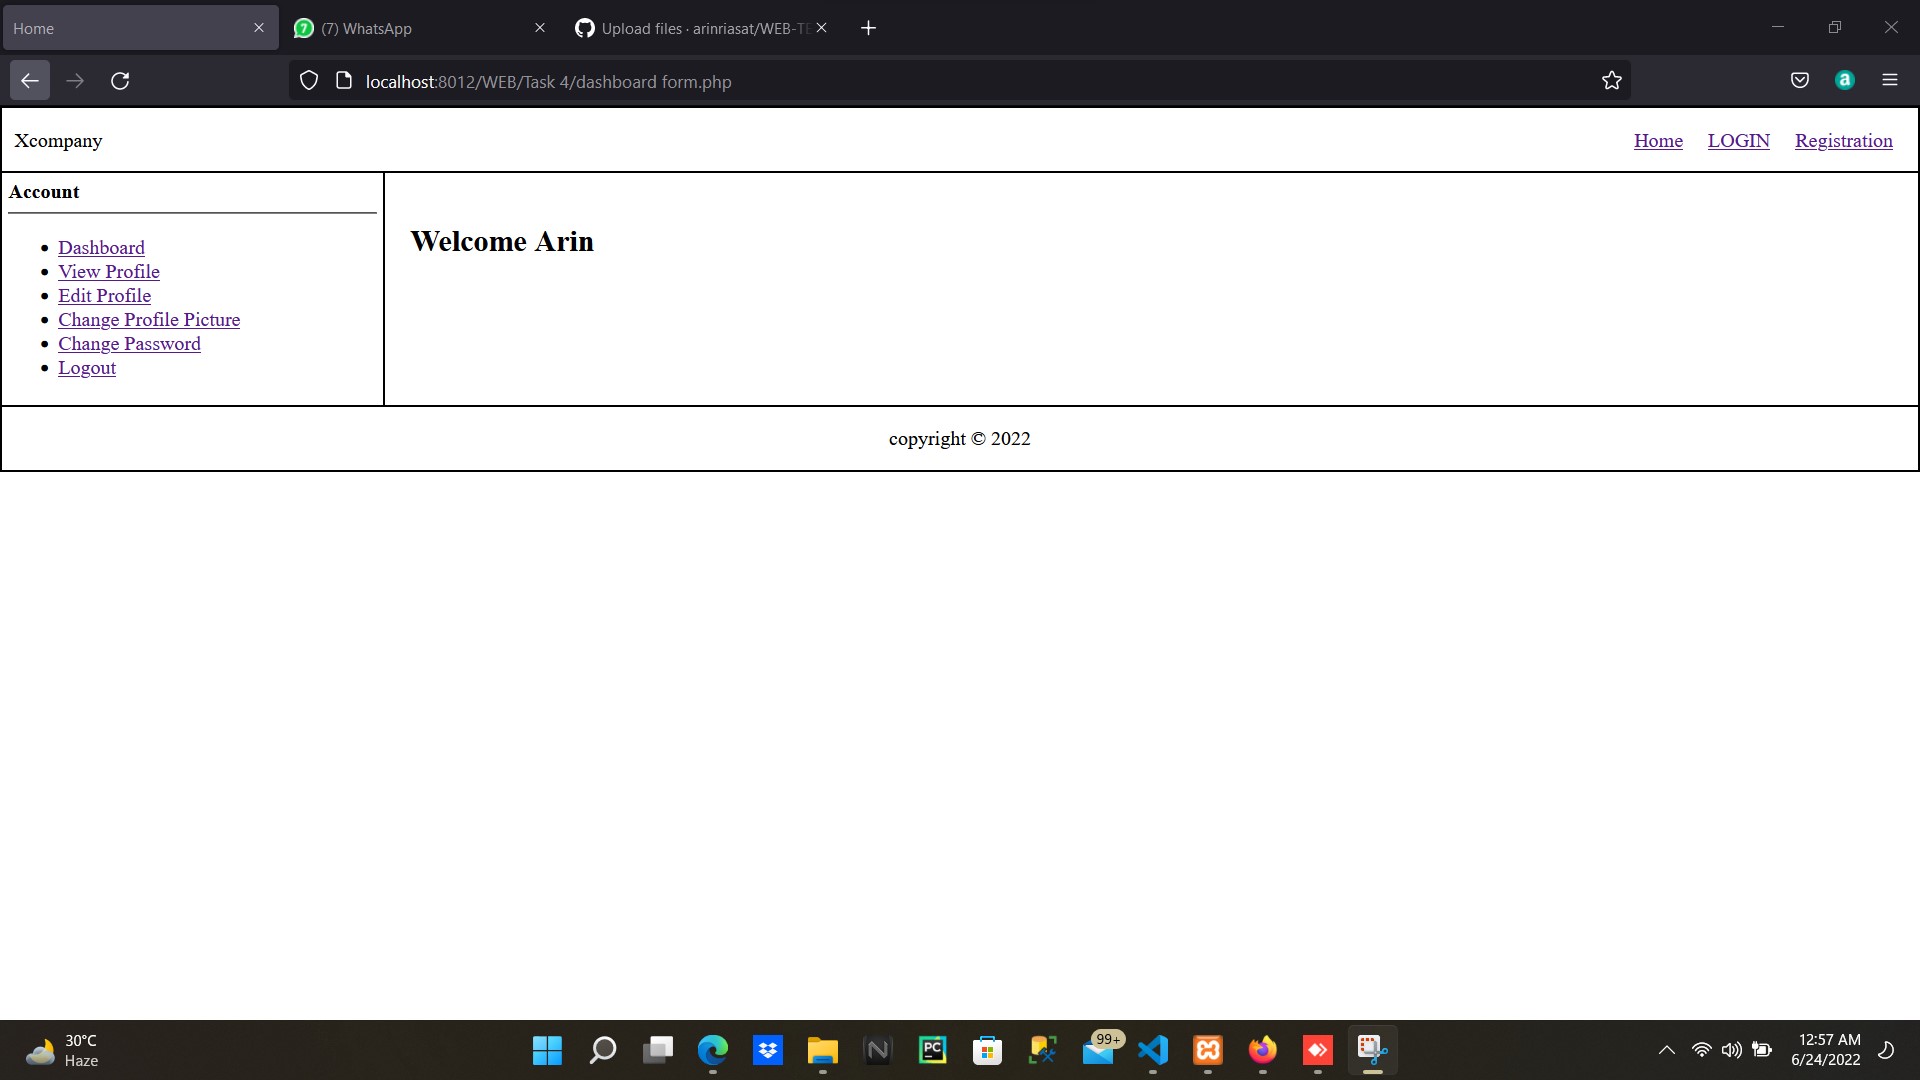 Home
(7) WhatsApp
Upload files · arinriasat/WEB-TE
localhost:8012/WEB/Task 4/dashboard form.php
a
Xcompany
Home LOGIN Registration
Account
Dashboard
View Profile
Edit Profile
Change Profile Picture
Change Password
Logout
Welcome Arin
copyright © 2022
30°C
Haze
N
PC
99+
12:57 AM
6/24/2022